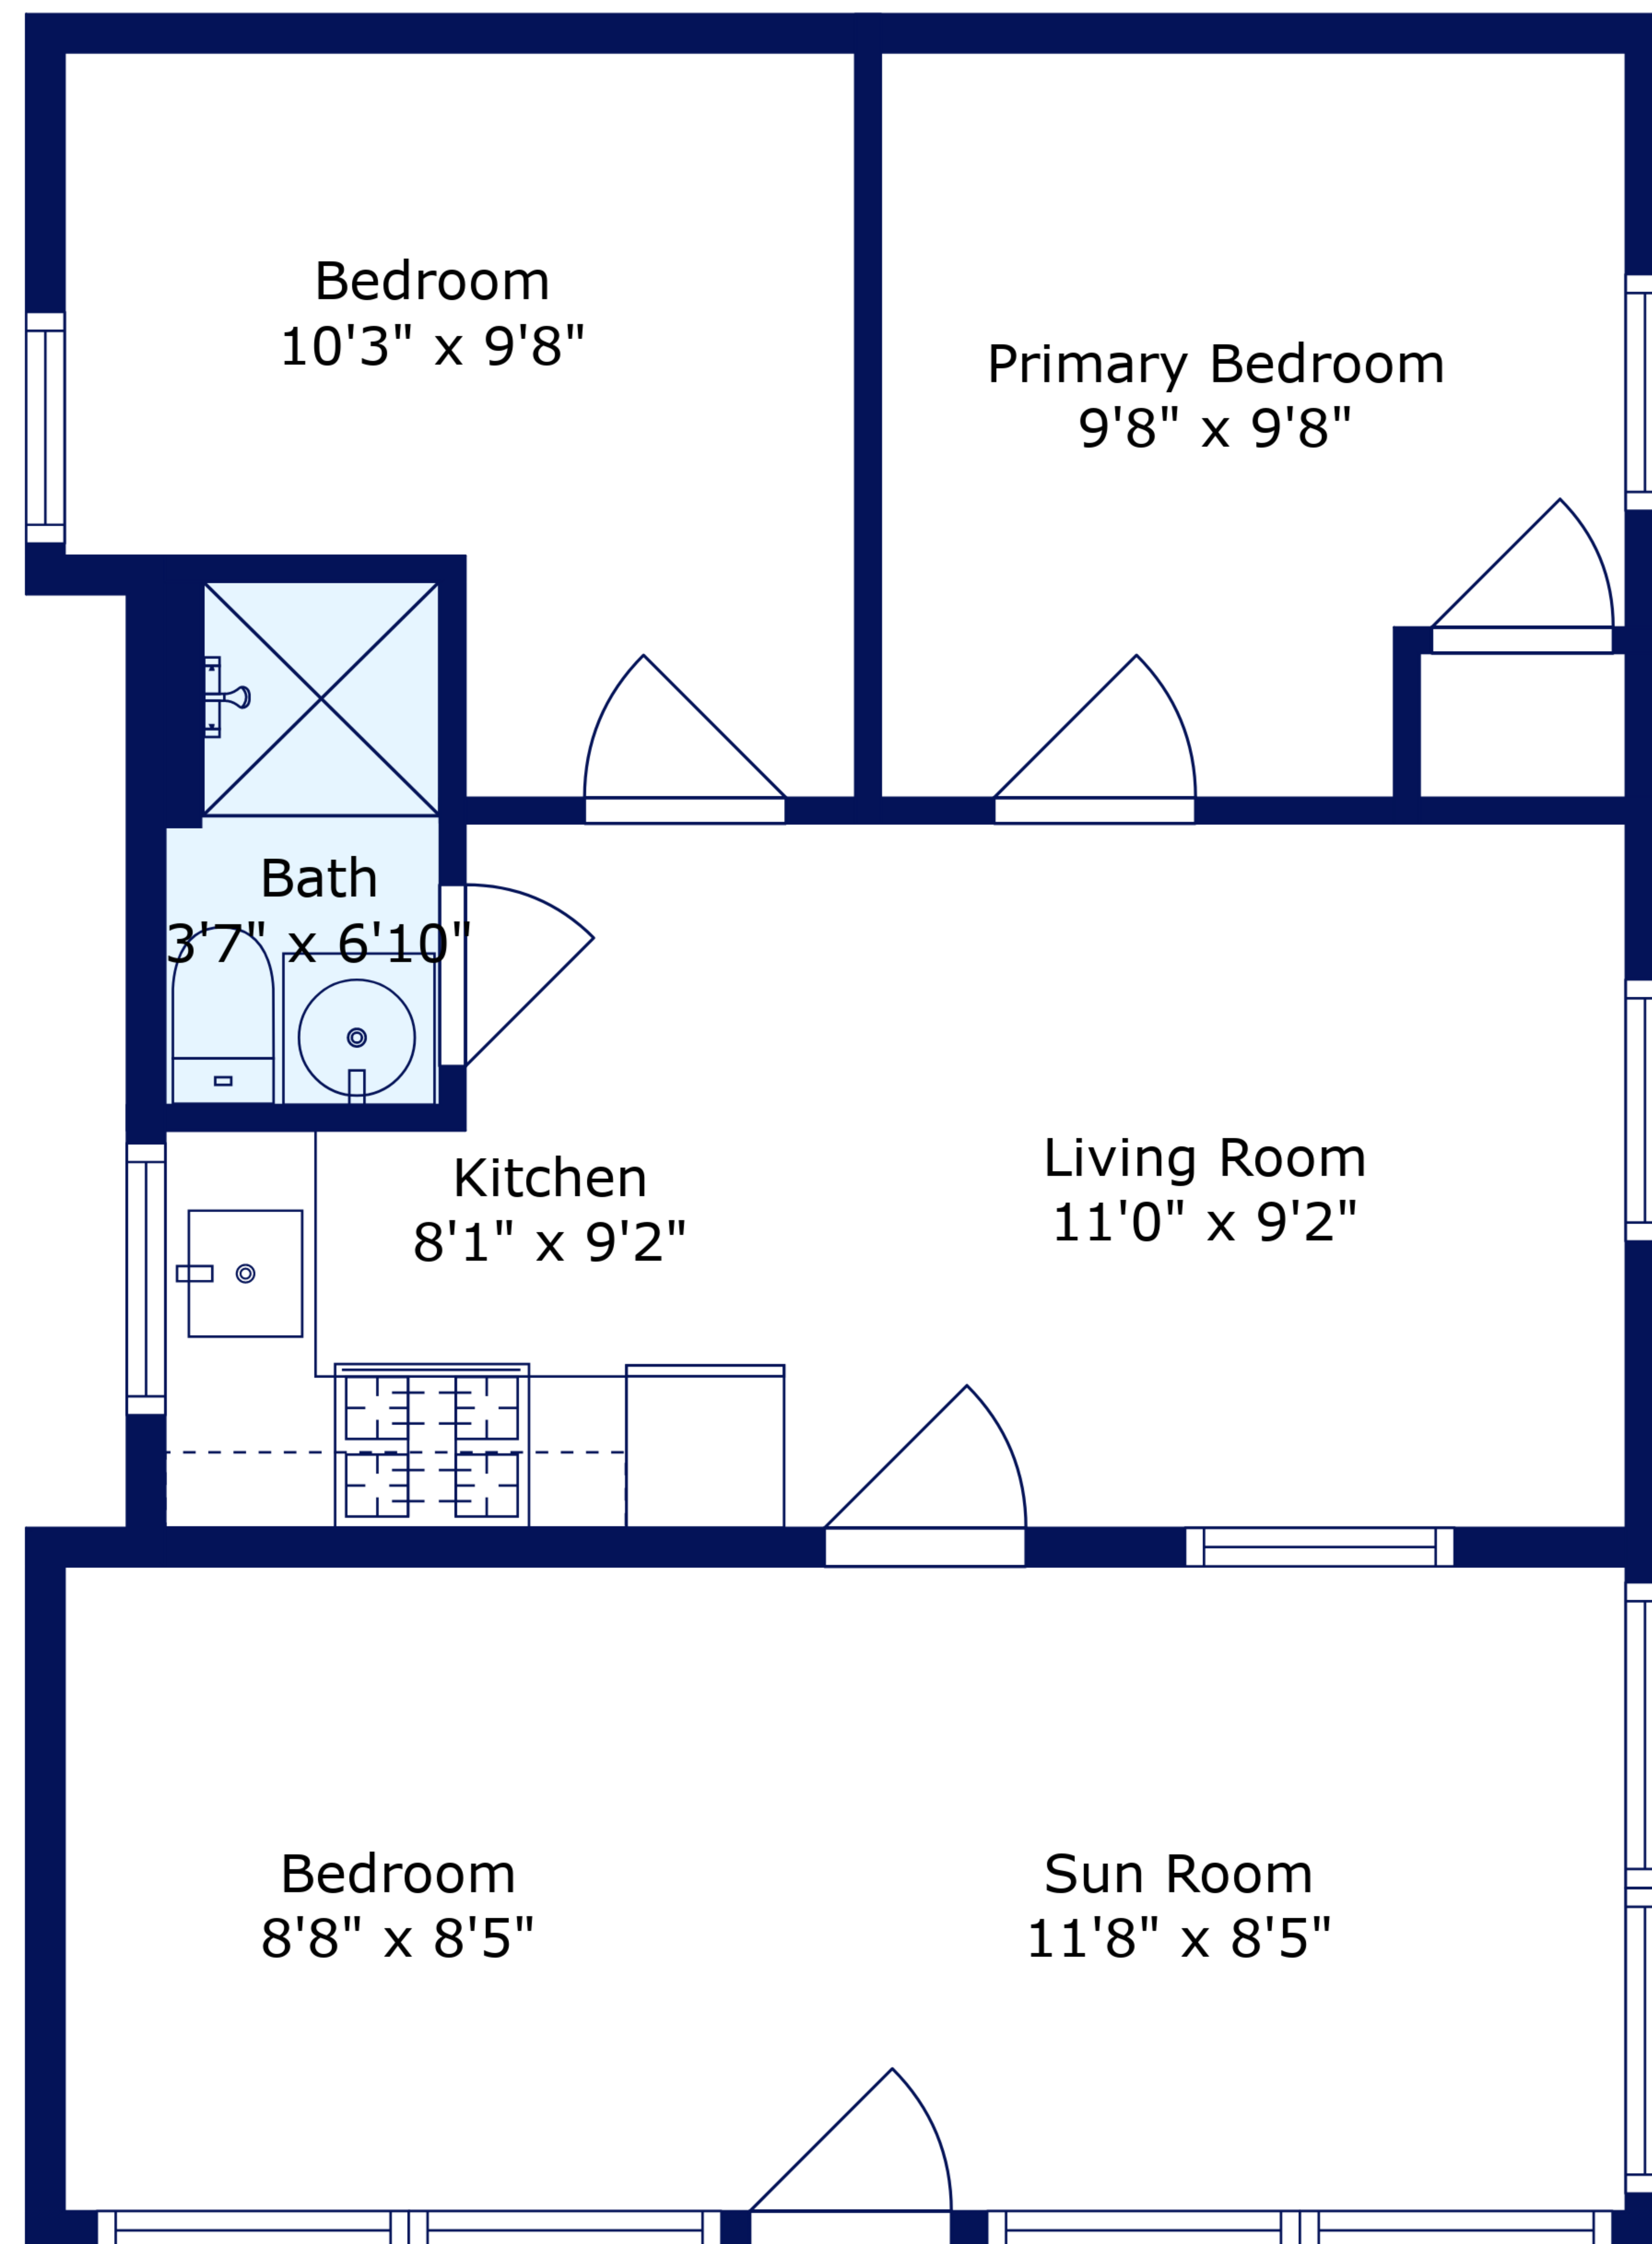 Bedroom
10'3" x 9'8"
Primary Bedroom
9'8" x 9'8"
Bath
3'7" x 6'10"
Kitchen
8'1" x 9'2"
Living Room
11'0" x 9'2"
Bedroom
8'8" x 8'5"
Sun Room
11'8" x 8'5"